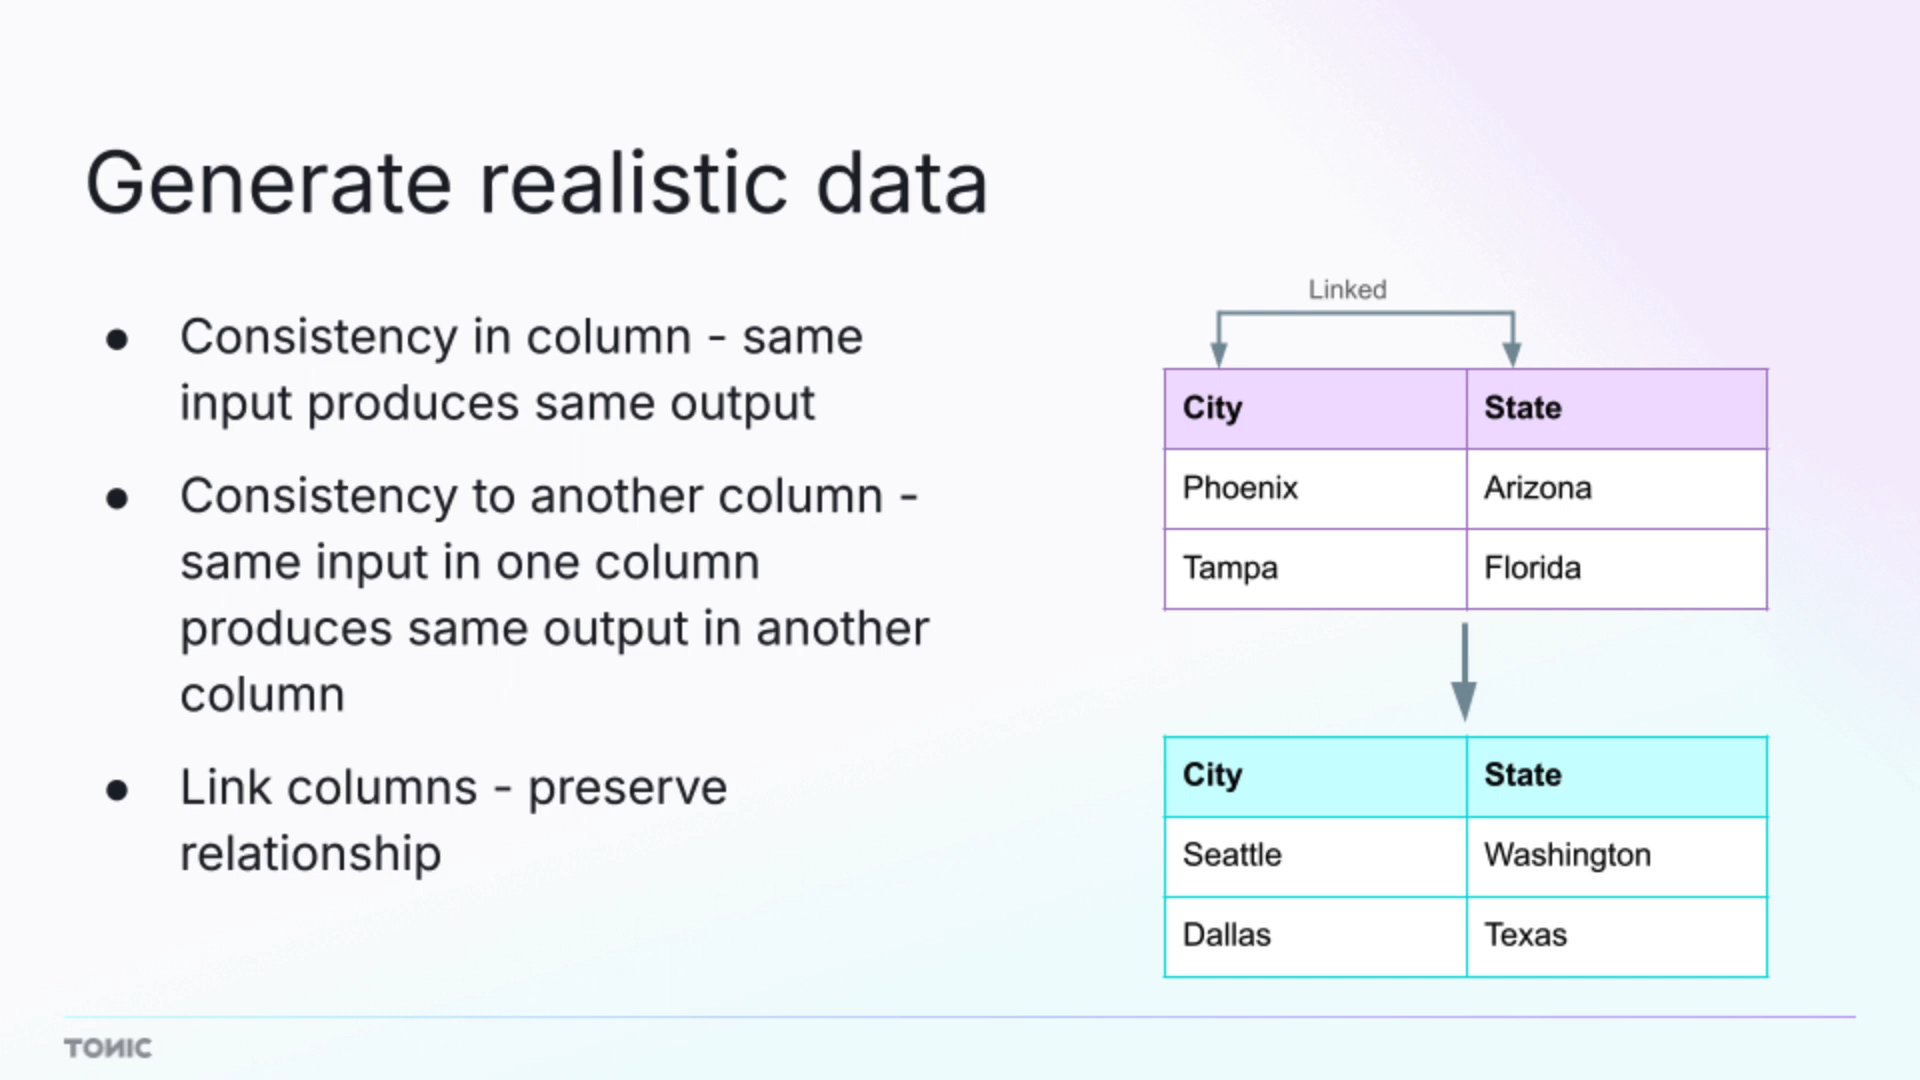 Generate realistic data
● Consistency in column - same
input produces same output
● Consistency to another column -
same input in one column
produces same output in another
column
● Link columns - preserve
relationship
Linked
City State
Phoenix Arizona
Tampa Florida
City State
Seattle Washington
Dallas Texas
TONIC